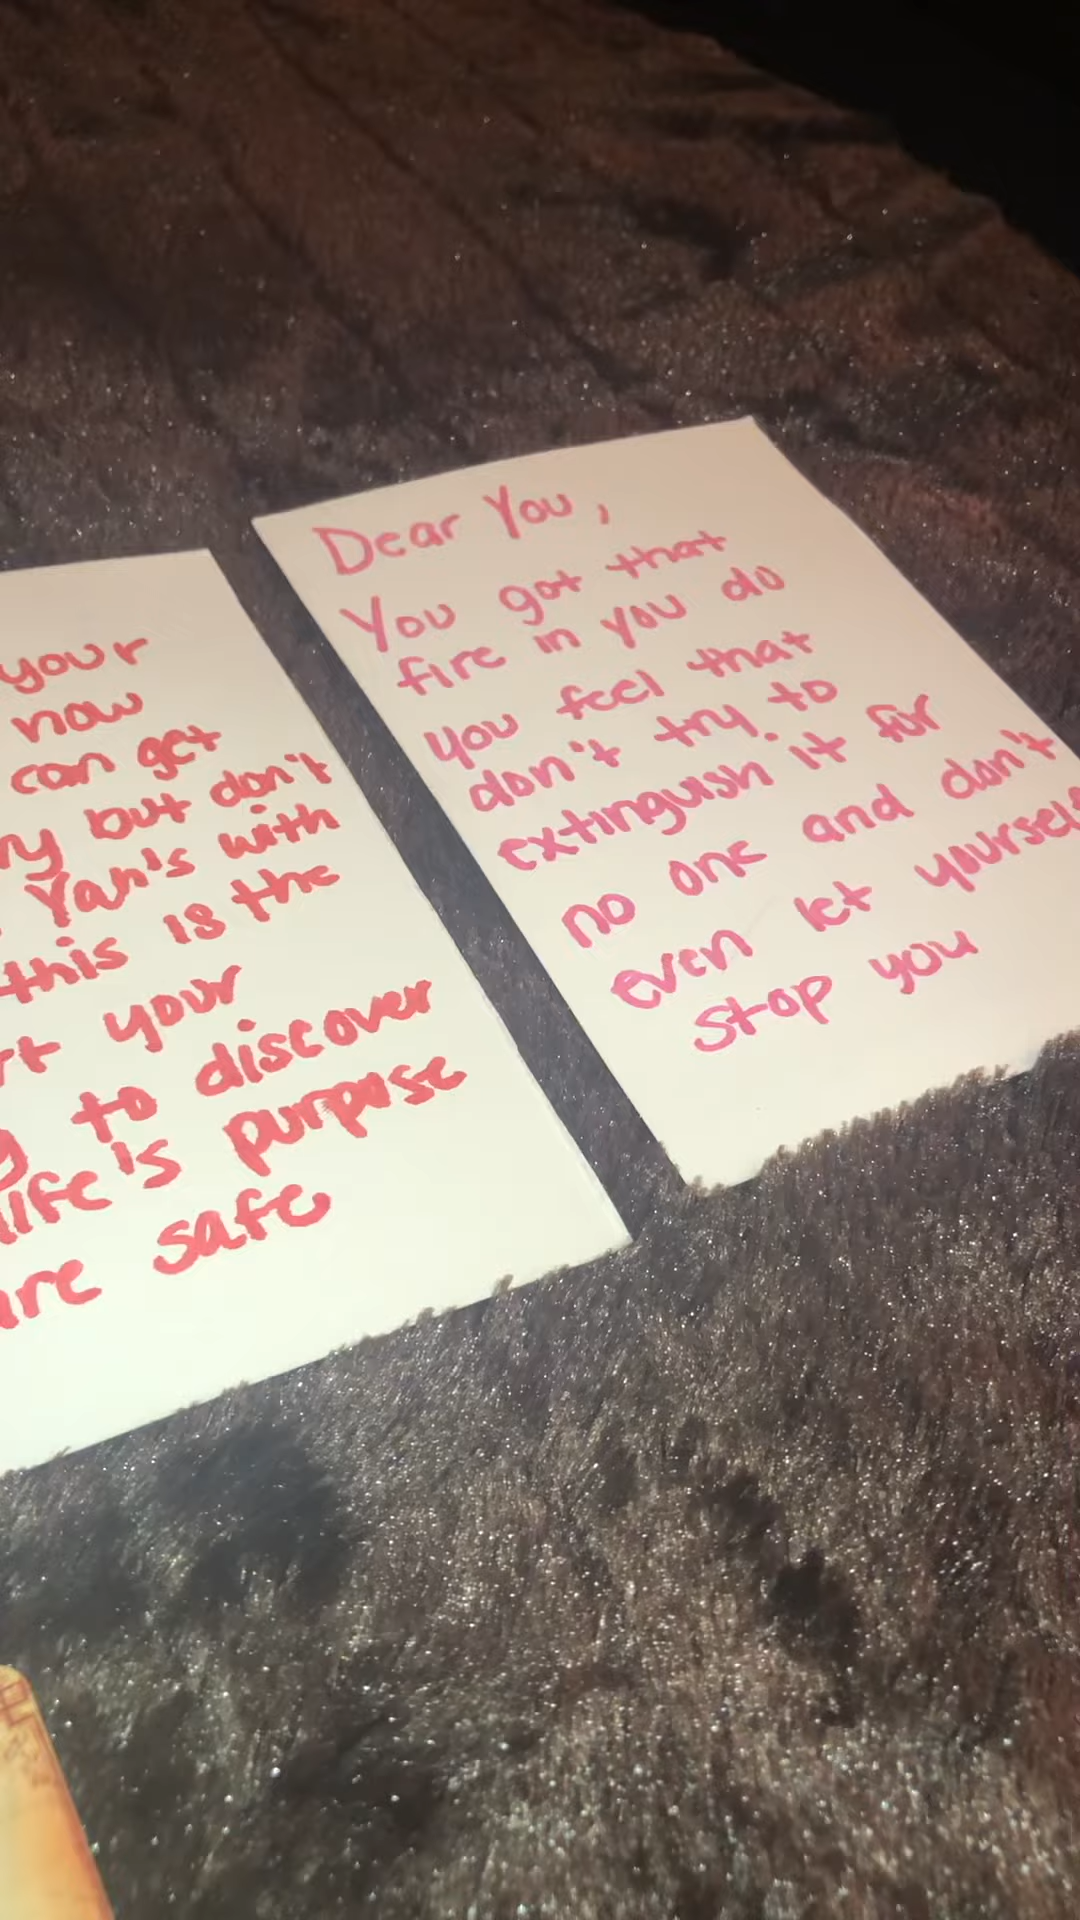 your
now
can get
but don't
Yah's with
this is the
your
to discover
life's purpose
safe
Dear You,
You got that
fire in you do
you feel that
don't try to
extinguish it for
no one and don't
even let yourself
stop you